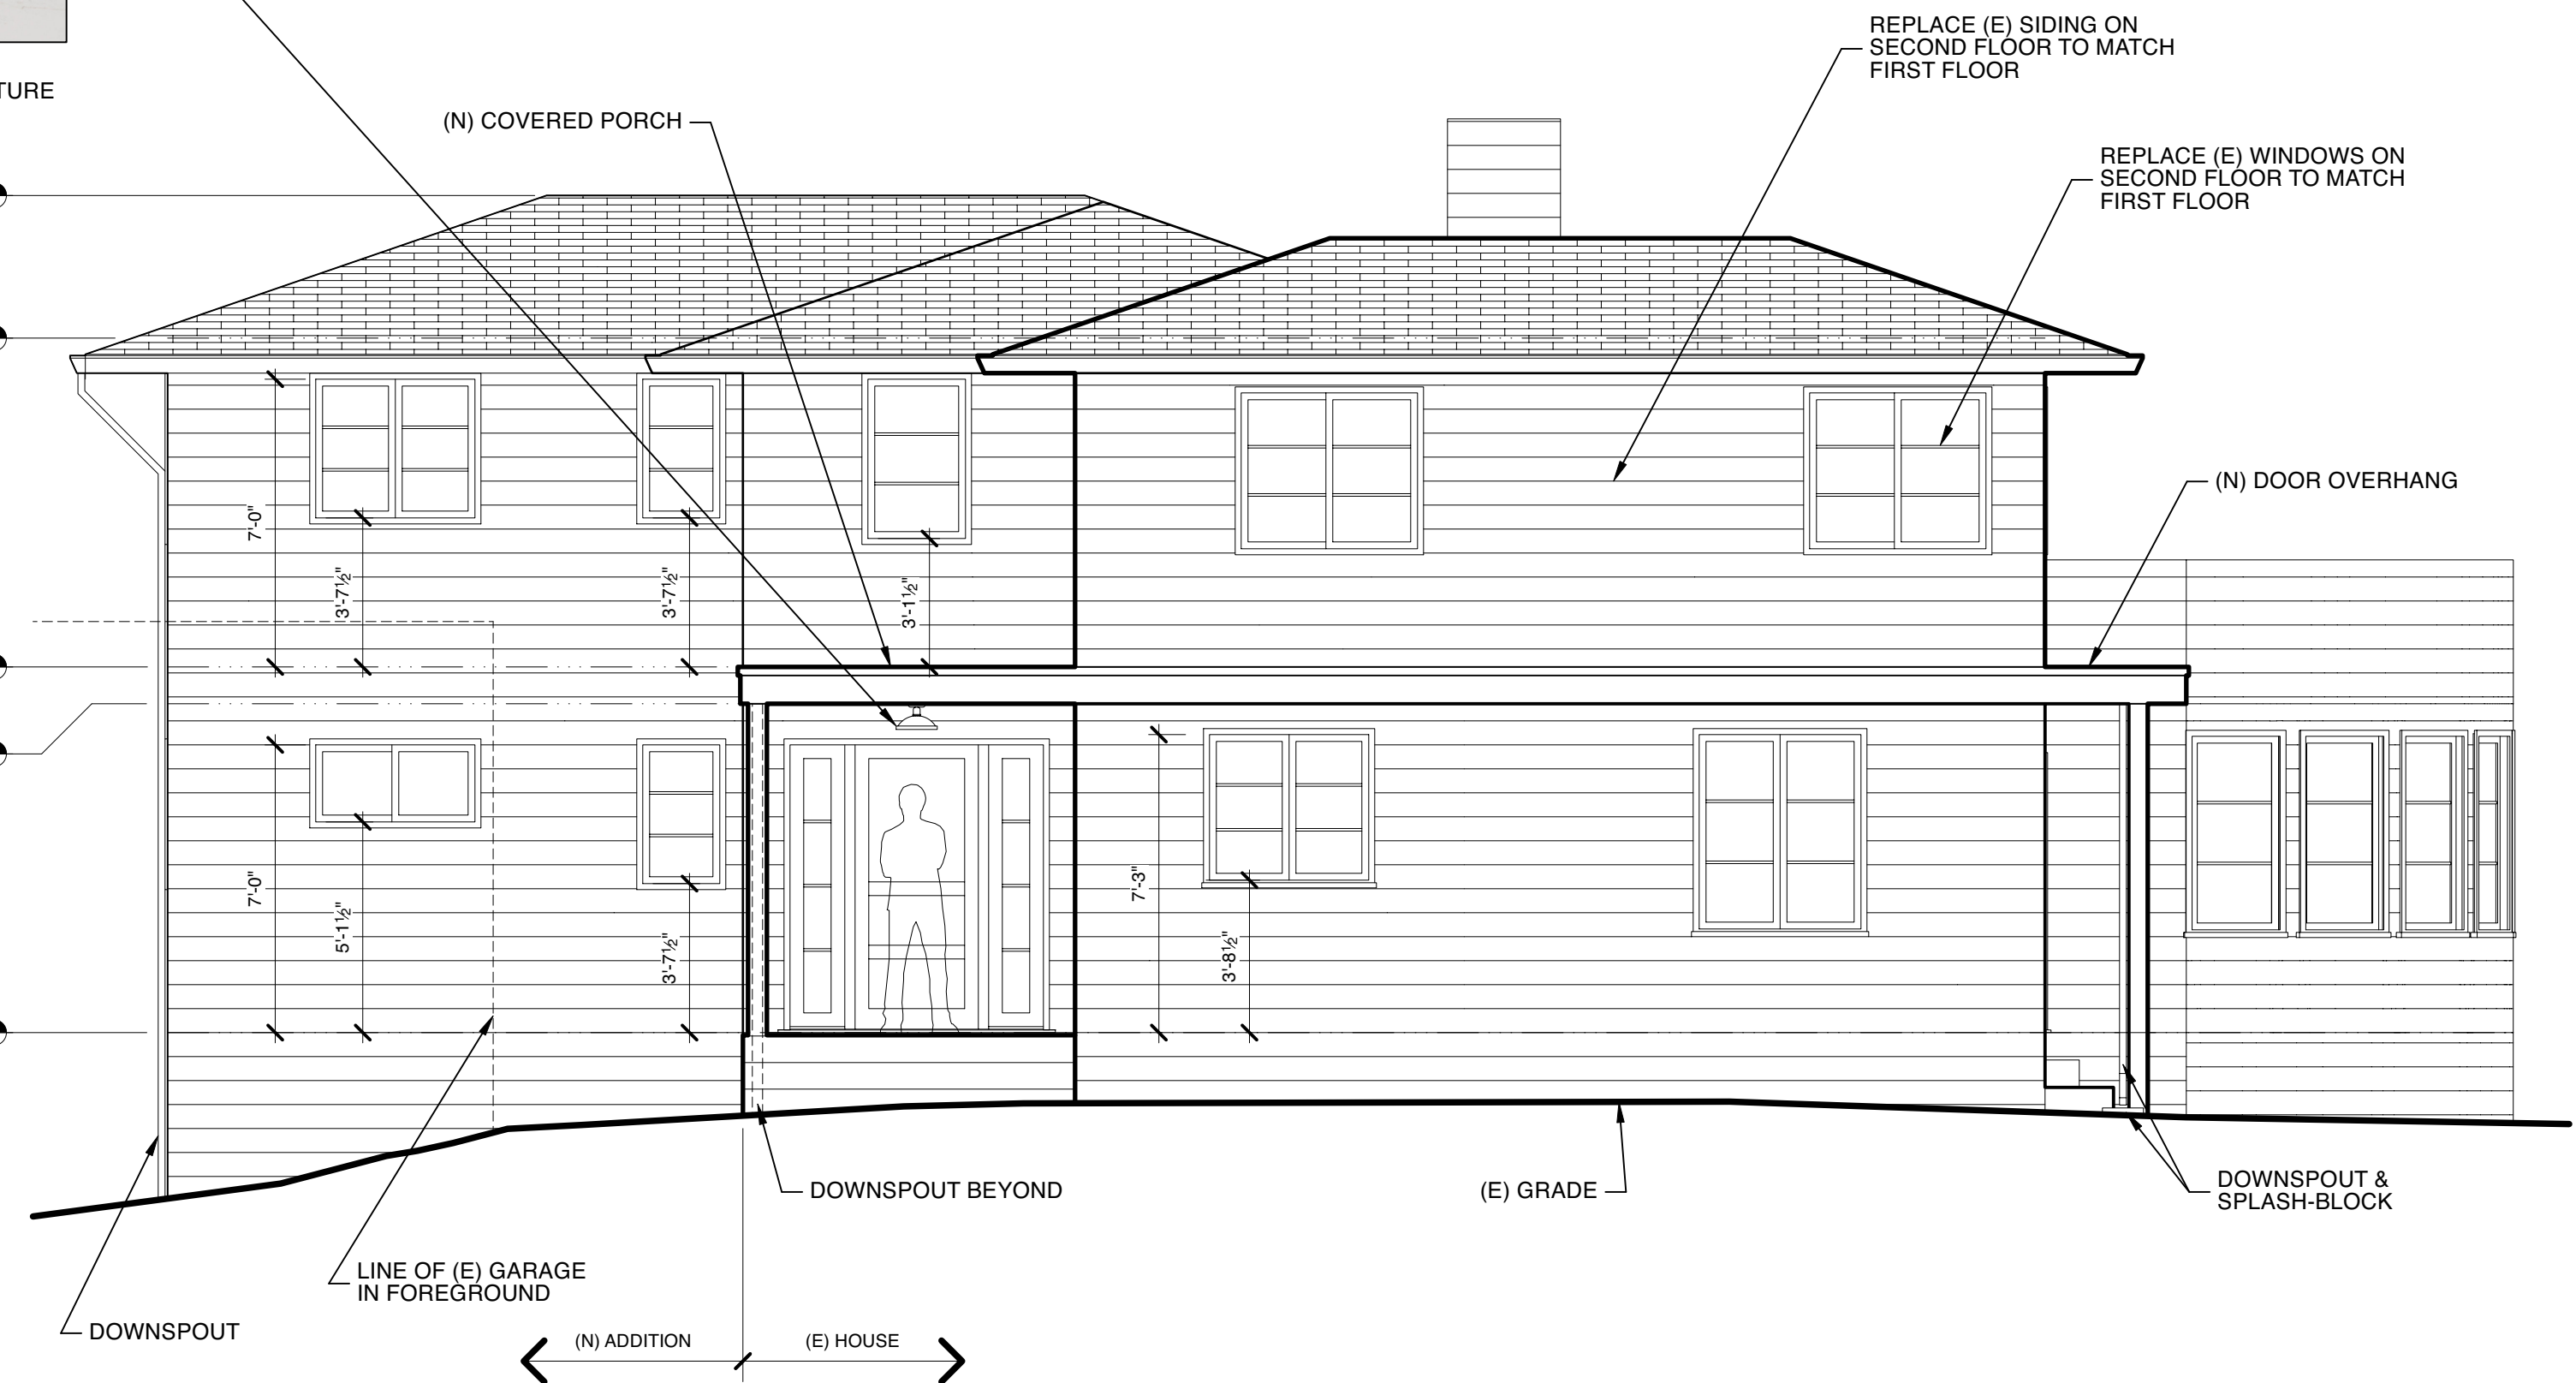 REPLACE (E) SIDING ON
SECOND FLOOR TO MATCH
FIRST FLOOR
TURE
(N) COVERED PORCH
REPLACE (E) WINDOWS ON
SECOND FLOOR TO MATCH
FIRST FLOOR
(N) DOOR OVERHANG
7'-0"
3'-7½"
3'-7½"
3'-1½"
7'-0"
5'-1½"
3'-7½"
7'-3"
3'-8½"
DOWNSPOUT BEYOND
(E) GRADE
DOWNSPOUT &
SPLASH-BLOCK
LINE OF (E) GARAGE
IN FOREGROUND
DOWNSPOUT
(N) ADDITION
(E) HOUSE